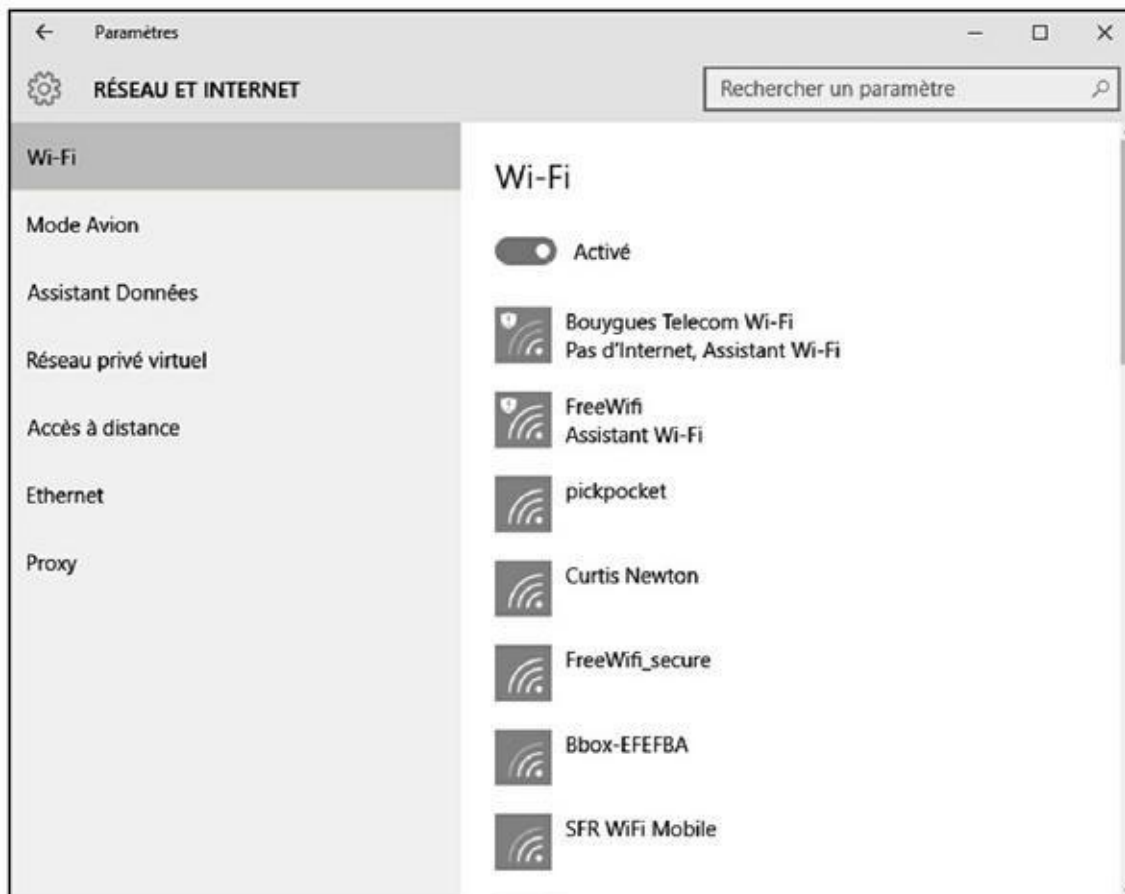 Paramètres
RÉSEAU ET INTERNET
Rechercher un paramètre
Wi-Fi
Mode Avion
Assistant Données
Réseau privé virtuel
Accès à distance
Ethernet
Proxy
Wi-Fi
Activé
Bouygues Telecom Wi-Fi
Pas d'Internet, Assistant Wi-Fi
FreeWifi
Assistant Wi-Fi
pickpocket
Curtis Newton
FreeWifi_secure
Bbox-EFEFBA
SFR WiFi Mobile